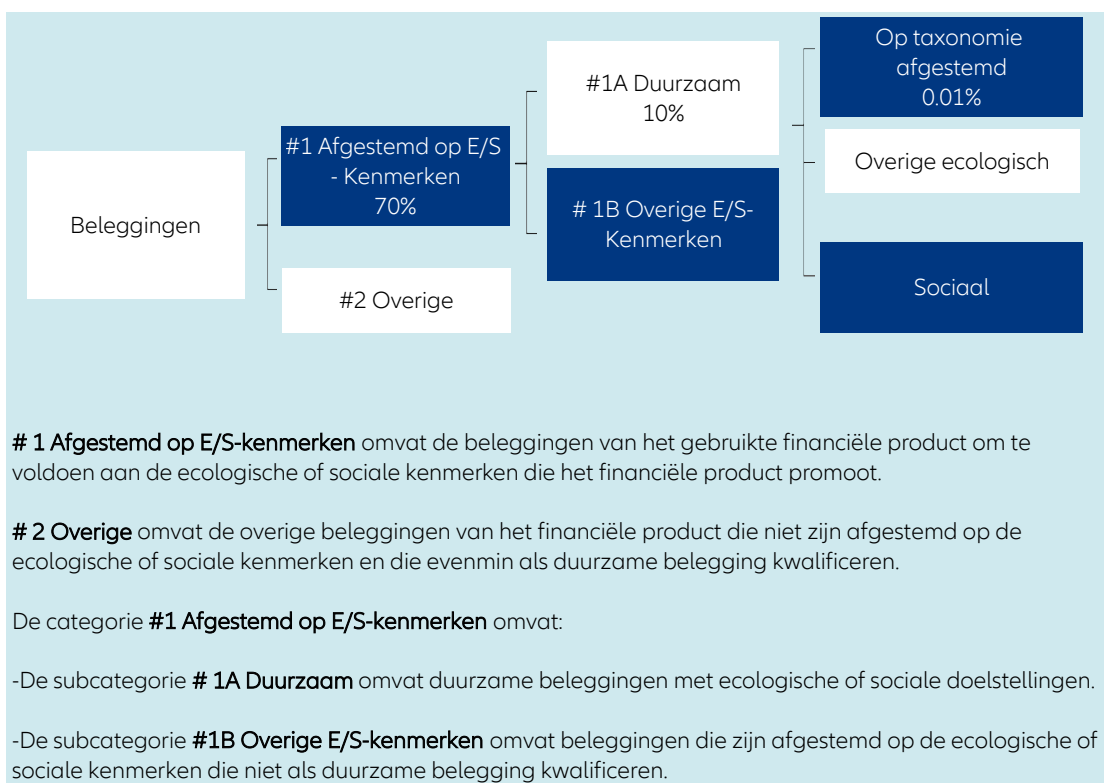 Beleggingen
#1 Afgestemd op E/S
- Kenmerken
70%
#2 Overige
#1A Duurzaam
10%
# 1B Overige E/S-
Kenmerken
Op taxonomie
afgestemd
0.01%
Overige ecologisch
Sociaal
# 1 Afgestemd op E/S-kenmerken omvat de beleggingen van het gebruikte financiële product om te
voldoen aan de ecologische of sociale kenmerken die het financiële product promoot.
# 2 Overige omvat de overige beleggingen van het financiële product die niet zijn afgestemd op de
ecologische of sociale kenmerken en die evenmin als duurzame belegging kwalificeren.
De categorie #1 Afgestemd op E/S-kenmerken omvat:
-De subcategorie # 1A Duurzaam omvat duurzame beleggingen met ecologische of sociale doelstellingen.
-De subcategorie #1B Overige E/S-kenmerken omvat beleggingen die zijn afgestemd op de ecologische of
sociale kenmerken die niet als duurzame belegging kwalificeren.